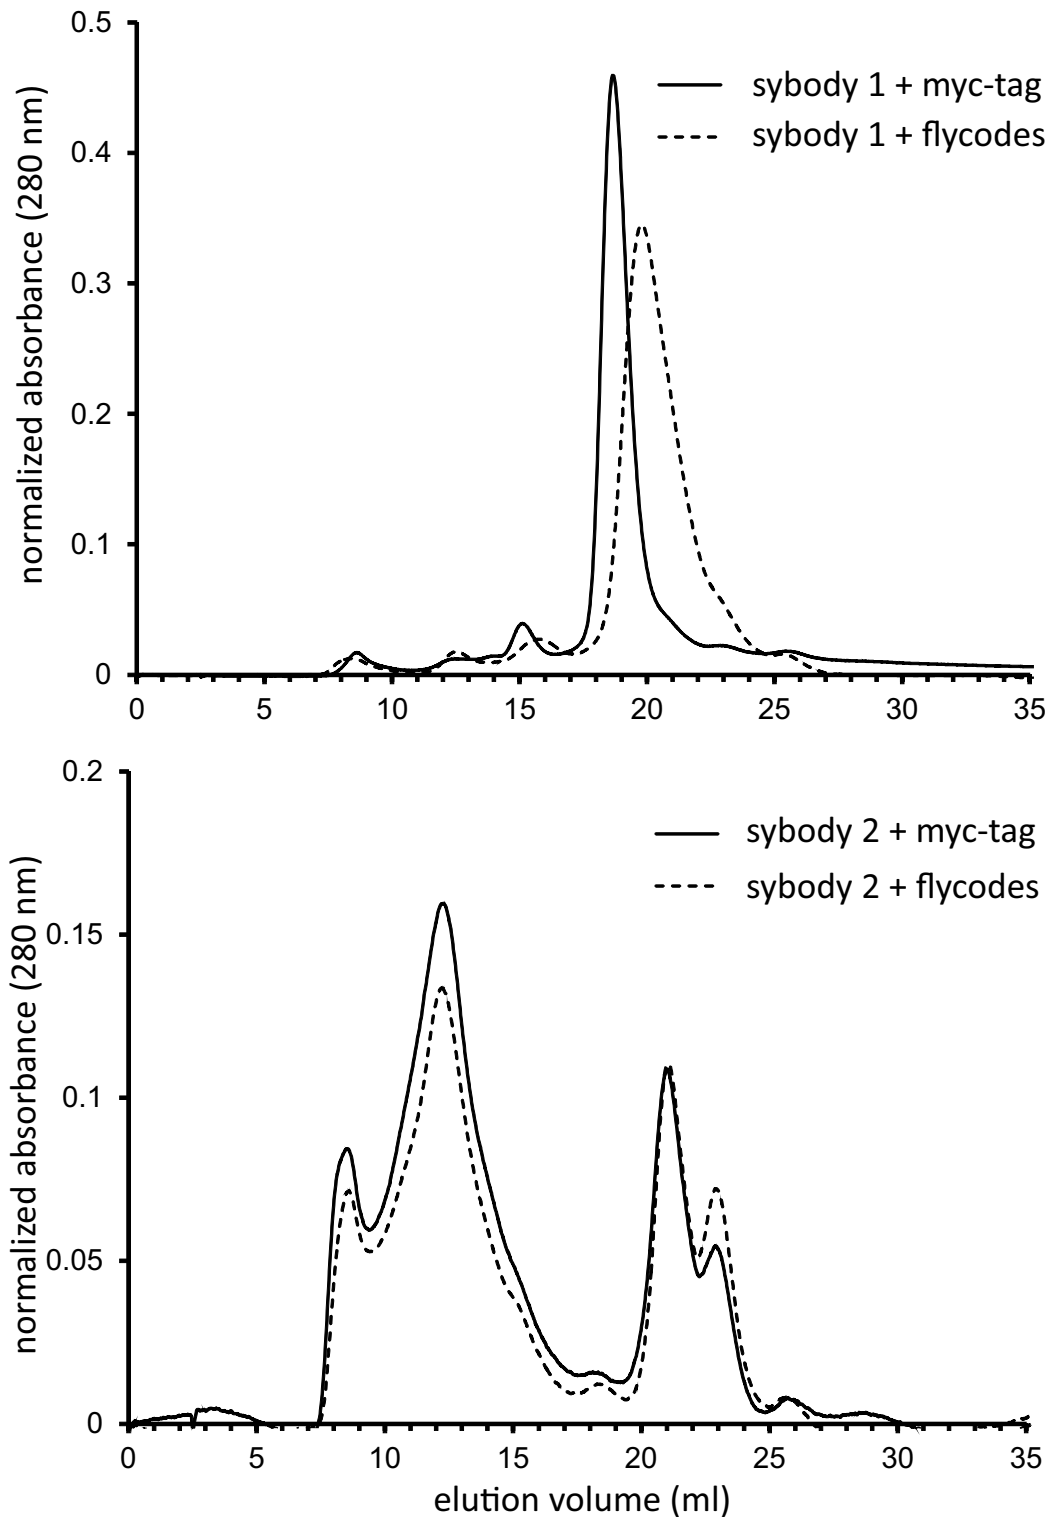 0.5
0.4
0.3
0.2
0.1
0
normalized absorbance (280 nm)
sybody 1 + myc-tag
sybody 1 + flycodes
0 5 10 15 20 25 30 35
0.2
0.15
0.1
0.05
0
normalized absorbance (280 nm)
sybody 2 + myc-tag
sybody 2 + flycodes
0 5 10 15 20 25 30 35
elution volume (ml)